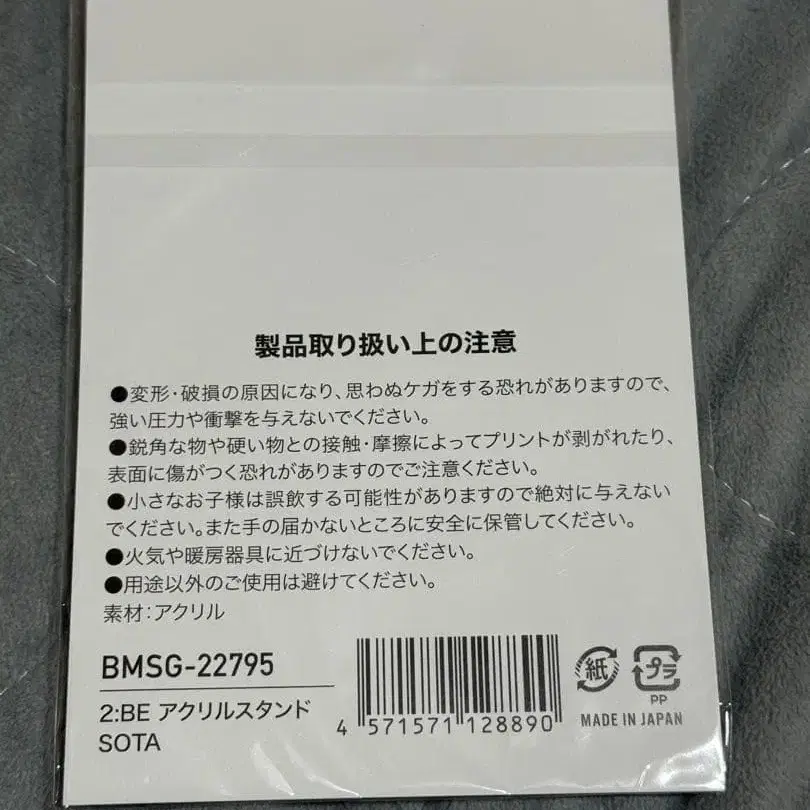 製品取り扱い上の注意
●変形・破損の原因になり、思わぬケガをする恐れがありますので、
強い圧力や衝撃を与えないでください。
●鋭角な物や硬い物との接触・摩擦によってプリントが剥がれたり、
表面に傷がつく恐れがありますのでご注意ください。
●小さなお子様は誤飲する可能性がありますので絶対に与えない
でください。また手の届かないところに安全に保管してください。
●火気や暖房器具に近づけないでください。
●用途以外のご使用は避けてください。
素材：アクリル
BMSG-22795
2:BE アクリルスタンド
SOTA
4 571571 128890
紙
プラ
PP
MADE IN JAPAN